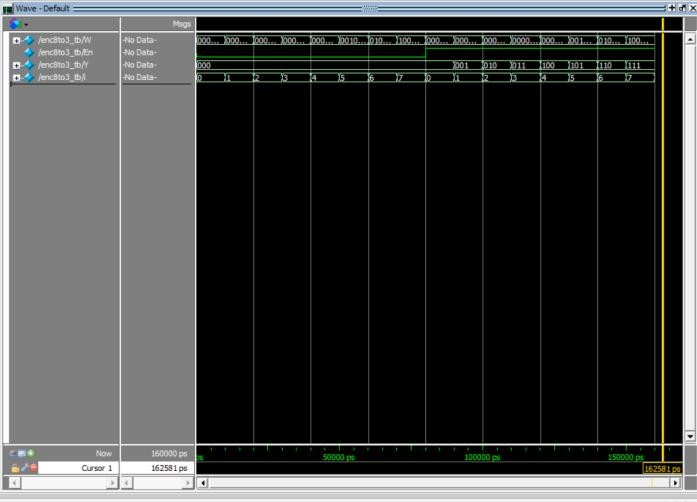 Wave - Default
Msgs
/enc8to3_tb/W -No Data- 000... 000... 000... 000... 000... 0010... 010... 100... 000... 000... 000... 0000... 000... 001... 010... 100...
/enc8to3_tb/En -No Data-
/enc8to3_tb/Y -No Data- 000 001 010 011 100 101 110 111
/enc8to3_tb/i -No Data- 0 1 2 3 4 5 6 7 0 1 2 3 4 5 6 7
Now 160000 ps ps 50000 ps 100000 ps 150000 ps
Cursor 1 162581 ps 162581 ps